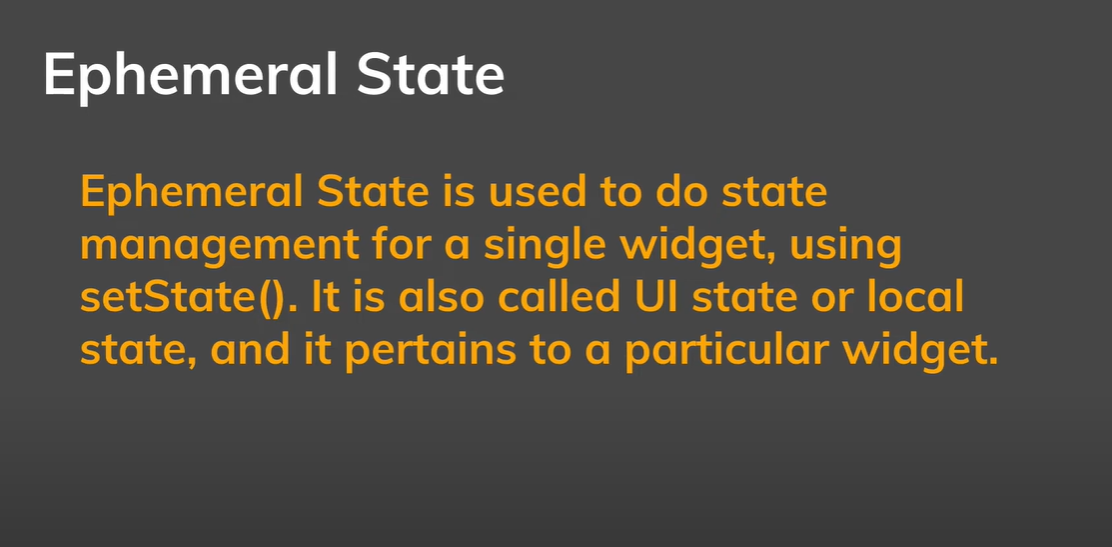 Ephemeral State
Ephemeral State is used to do state
management for a single widget, using
setState(). It is also called UI state or local
state, and it pertains to a particular widget.